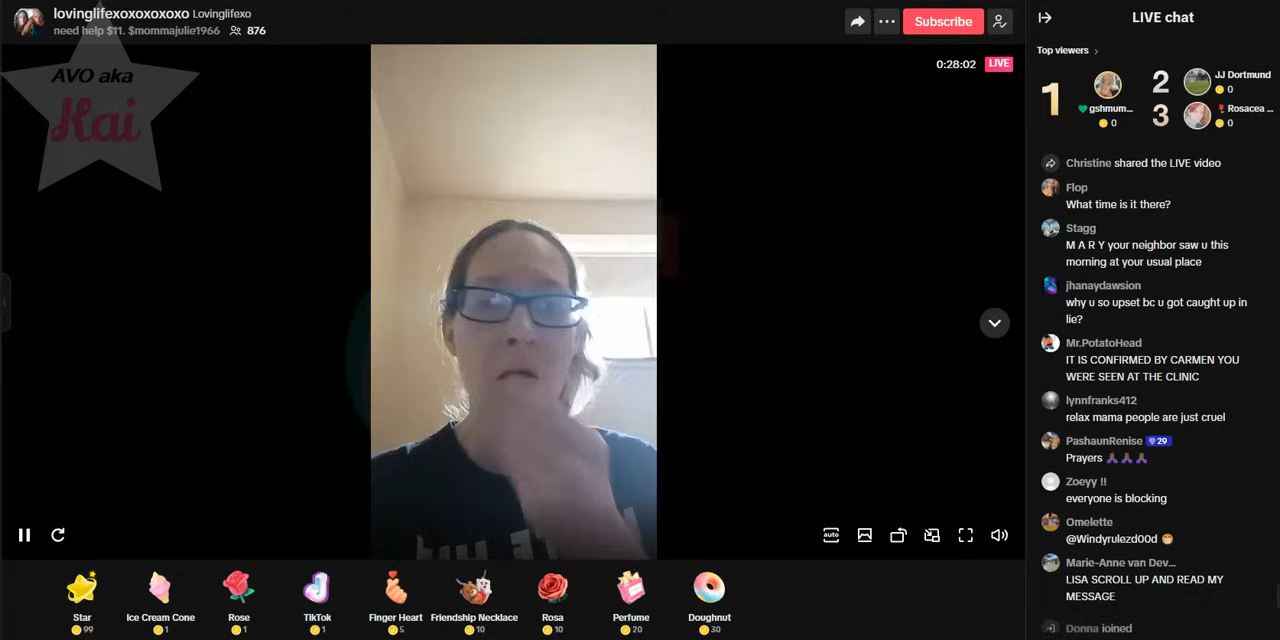 lovinglifexoxoxoxoxo Lovinglifexo
need help $11. $mommajulie1966 876
Subscribe
AVO aka
Kai
0:28:02 LIVE
LIVE chat
Top viewers
1 gshmum... 0
2 JJ Dortmund 0
3 Rosacea ... 0
Christine shared the LIVE video
Flop
What time is it there?
Stagg
M A R Y your neighbor saw u this
morning at your usual place
jhanaydawsion
why u so upset bc u got caught up in
lie?
Mr.PotatoHead
IT IS CONFIRMED BY CARMEN YOU
WERE SEEN AT THE CLINIC
lynnfranks412
relax mama people are just cruel
PashaunRenise 29
Prayers
Zoeyy !!
everyone is blocking
Omelette
@Windyrulezd00d
Marie-Anne van Dev...
LISA SCROLL UP AND READ MY
MESSAGE
Donna joined
auto
Star Ice Cream Cone Rose TikTok Finger Heart Friendship Necklace Rosa Perfume Doughnut
99 1 1 1 5 10 10 20 30